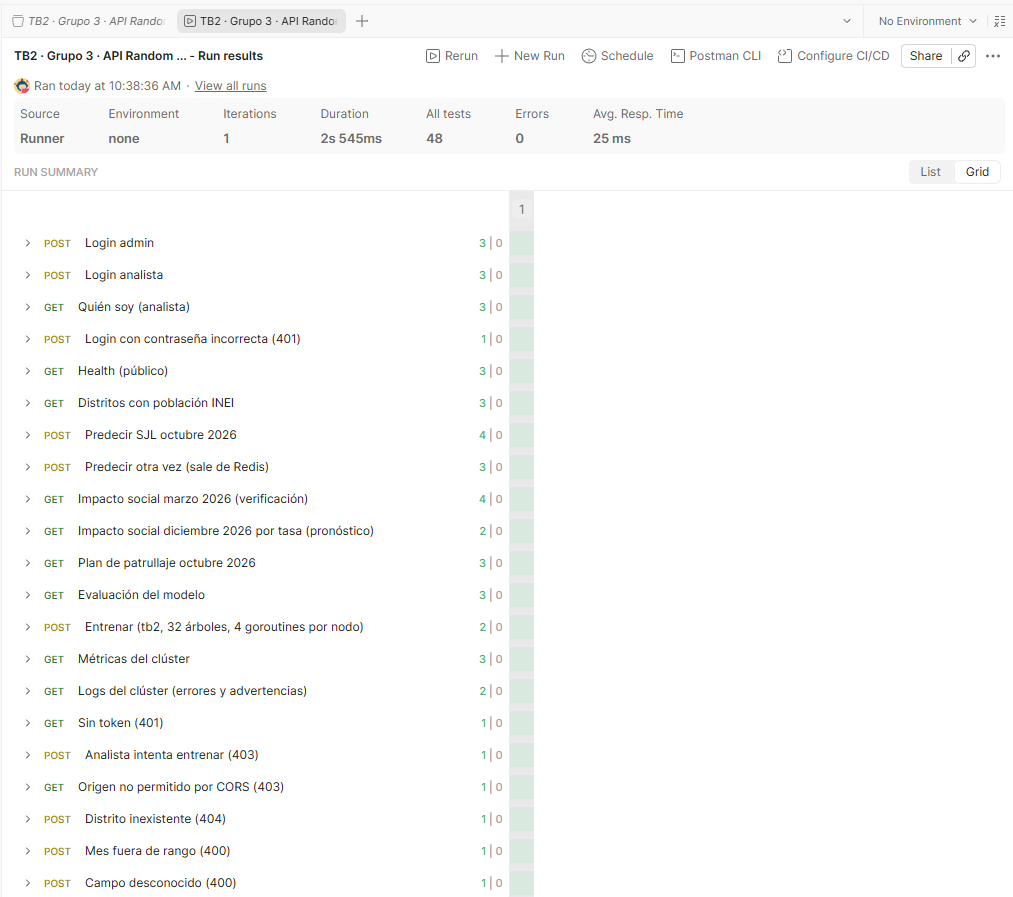 TB2 · Grupo 3 · API Rando
TB2 · Grupo 3 · API Rando
No Environment
TB2 · Grupo 3 · API Random ... - Run results
Rerun
New Run
Schedule
Postman CLI
Configure CI/CD
Share
Ran today at 10:38:36 AM · View all runs
Source Environment Iterations Duration All tests Errors Avg. Resp. Time
Runner none 1 2s 545ms 48 0 25 ms
RUN SUMMARY
List Grid
1
POST Login admin 3 | 0
POST Login analista 3 | 0
GET Quién soy (analista) 3 | 0
POST Login con contraseña incorrecta (401) 1 | 0
GET Health (público) 3 | 0
GET Distritos con población INEI 3 | 0
POST Predecir SJL octubre 2026 4 | 0
POST Predecir otra vez (sale de Redis) 3 | 0
GET Impacto social marzo 2026 (verificación) 4 | 0
GET Impacto social diciembre 2026 por tasa (pronóstico) 2 | 0
GET Plan de patrullaje octubre 2026 3 | 0
GET Evaluación del modelo 3 | 0
POST Entrenar (tb2, 32 árboles, 4 goroutines por nodo) 2 | 0
GET Métricas del clúster 3 | 0
GET Logs del clúster (errores y advertencias) 2 | 0
GET Sin token (401) 1 | 0
POST Analista intenta entrenar (403) 1 | 0
GET Origen no permitido por CORS (403) 1 | 0
POST Distrito inexistente (404) 1 | 0
POST Mes fuera de rango (400) 1 | 0
POST Campo desconocido (400) 1 | 0